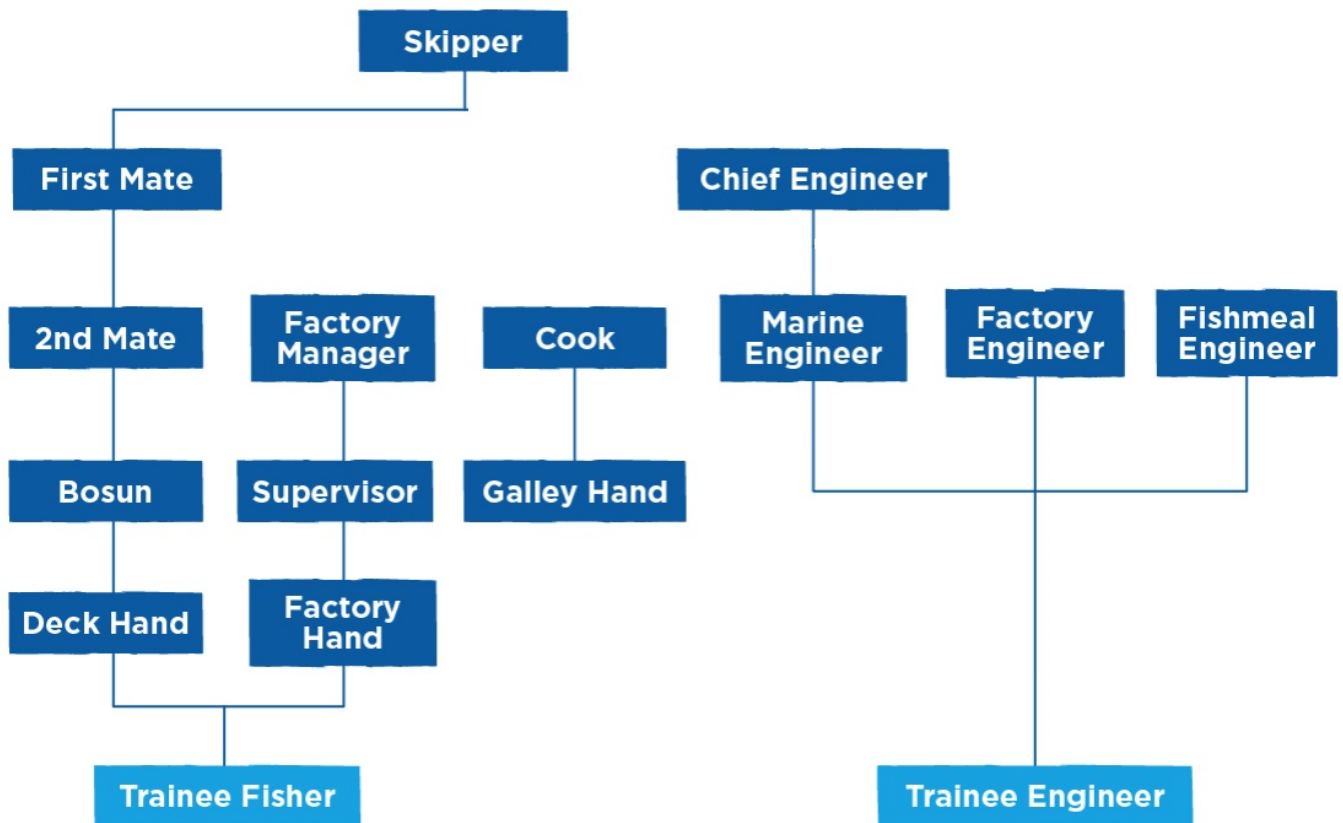 Skipper
First Mate
Chief Engineer
2nd Mate
Factory
Manager
Cook
Marine
Engineer
Factory
Engineer
Fishmeal
Engineer
Bosun
Supervisor
Galley Hand
Deck Hand
Factory
Hand
Trainee Fisher
Trainee Engineer